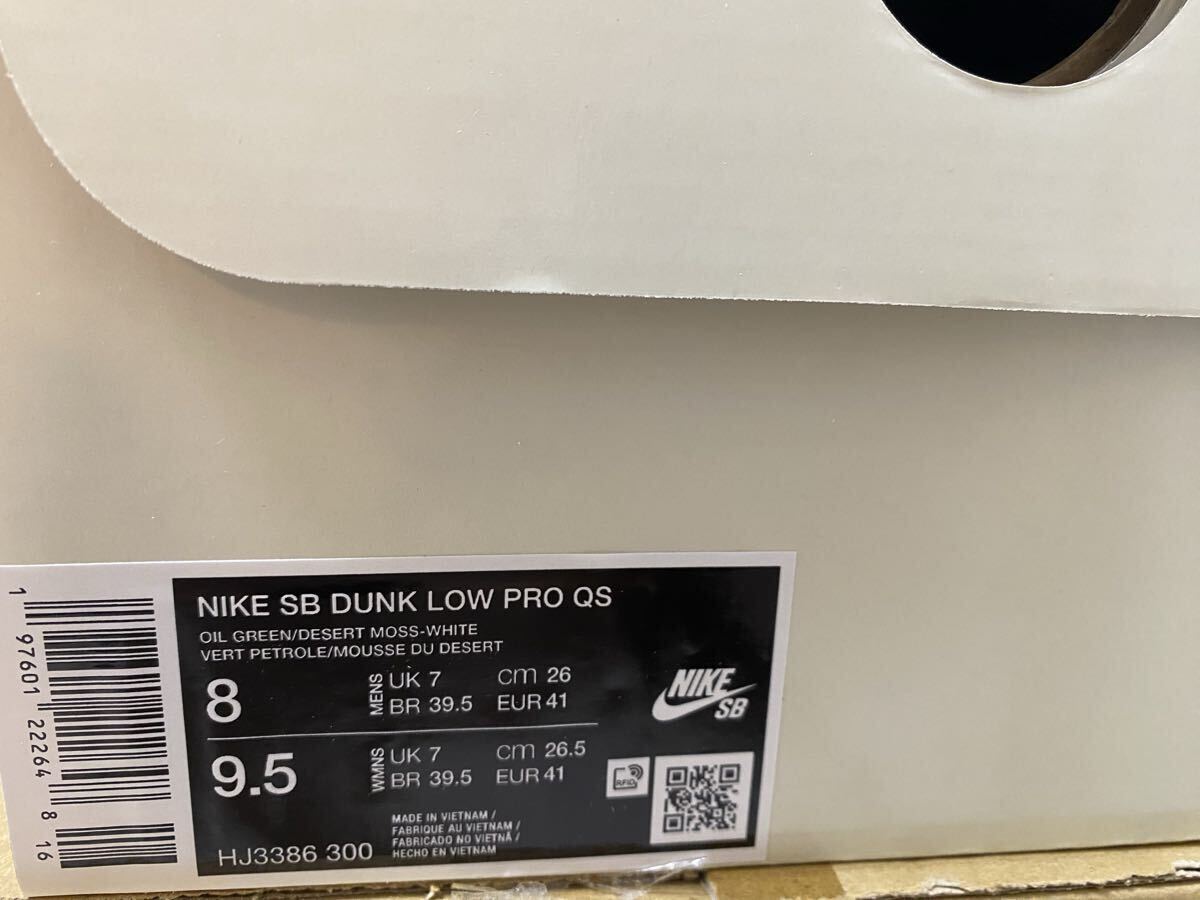 NIKE SB DUNK LOW PRO QS
OIL GREEN/DESERT MOSS-WHITE
VERT PETROLE/MOUSSE DU DESERT
8 MENS UK 7 cm 26
BR 39.5 EUR 41
9.5 WMNS UK 7 cm 26.5
BR 39.5 EUR 41
NIKE
SB
RFID
MADE IN VIETNAM /
FABRIQUE AU VIETNAM /
FABRICADO NO VIETNÃ /
HECHO EN VIETNAM
HJ3386 300
1 97601 22264 8 16